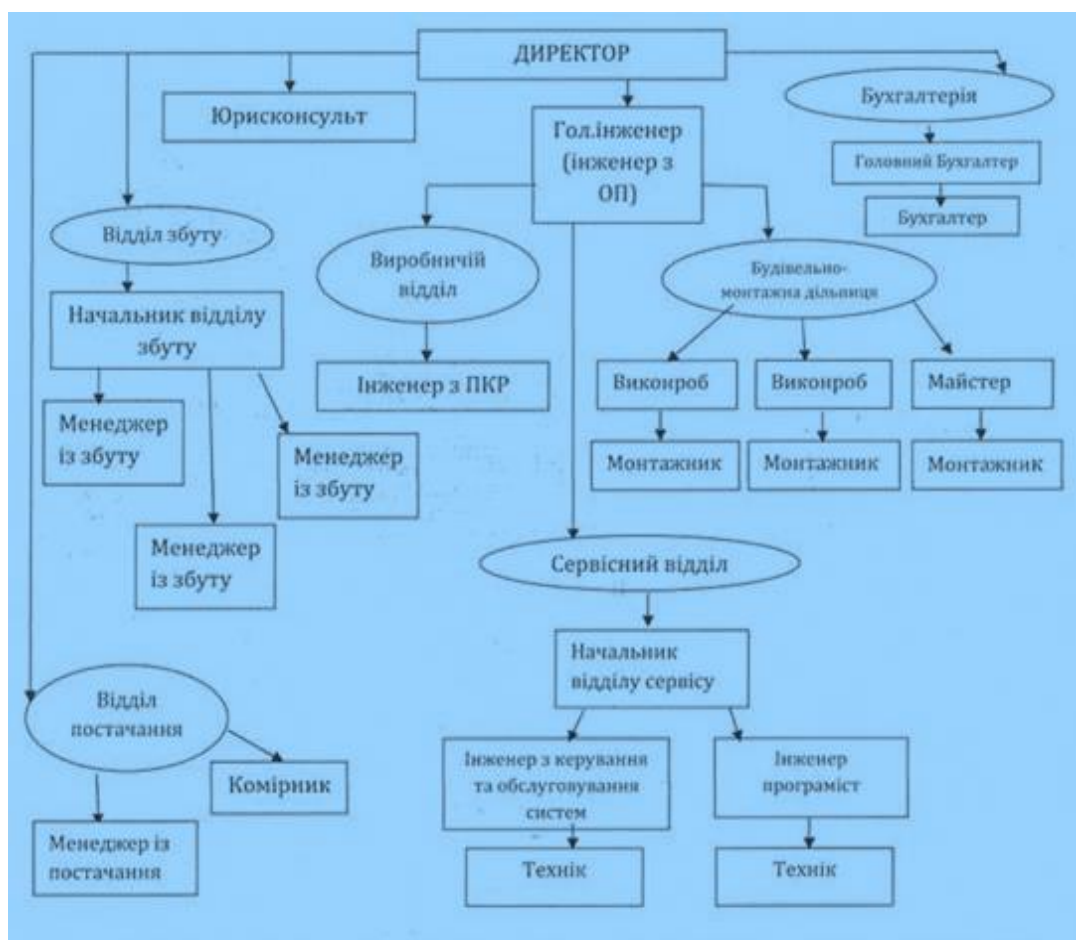 ДИРЕКТОР
Юрисконсульт
Гол.інженер
(інженер з
ОП)
Бухгалтерія
Головний Бухгалтер
Бухгалтер
Відділ збуту
Начальник відділу
збуту
Менеджер
із збуту
Менеджер
із збуту
Менеджер
із збуту
Виробничій
відділ
Інженер з ПКР
Будівельно-
монтажна дільниця
Виконроб
Виконроб
Майстер
Монтажник
Монтажник
Монтажник
Сервісний відділ
Начальник
відділу сервісу
Інженер з керування
та обслуговування
систем
Інженер
програміст
Технік
Технік
Відділ
постачання
Комірник
Менеджер із
постачання